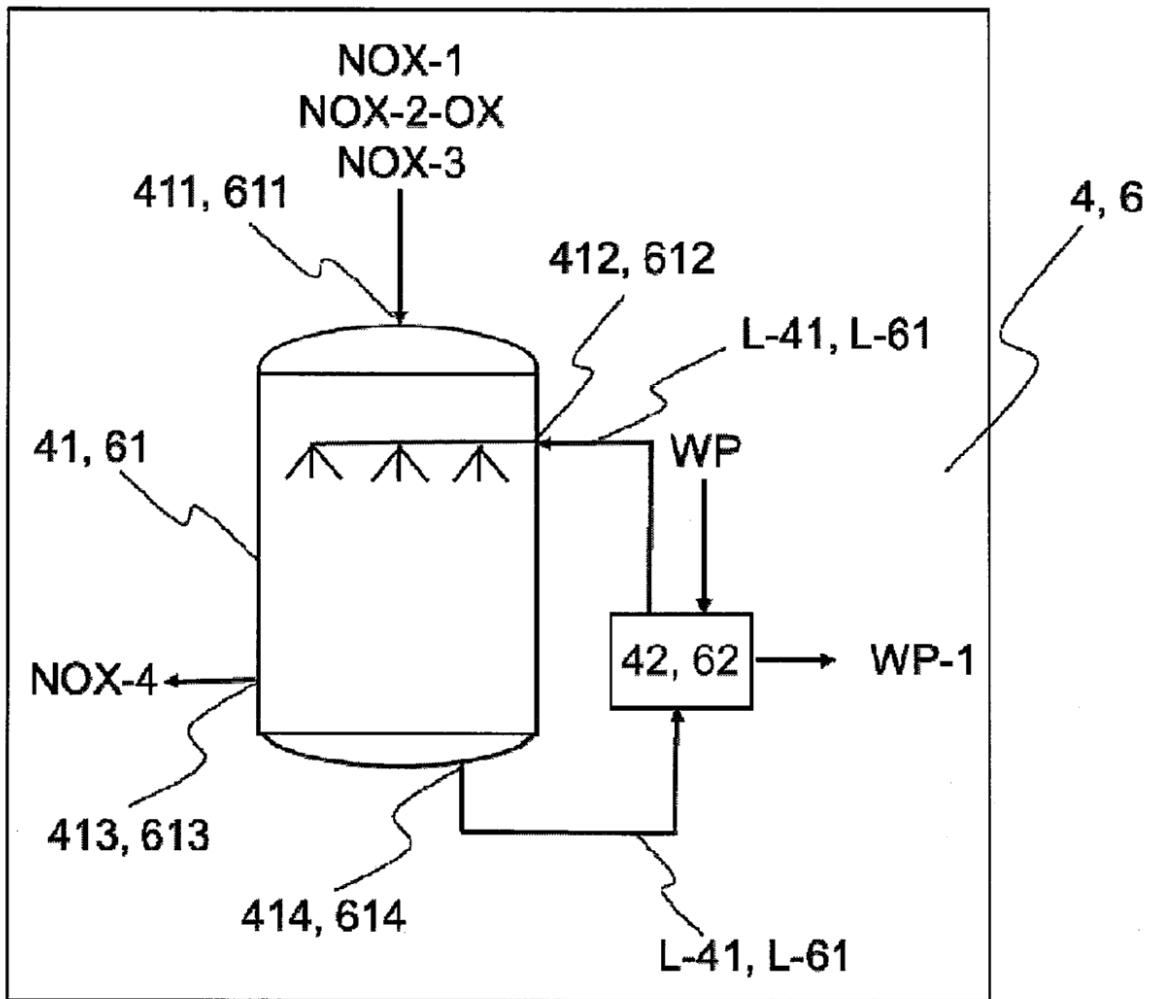 NOX-1
NOX-2-OX
NOX-3
411, 611
4, 6
412, 612
L-41, L-61
41, 61
WP
42, 62
WP-1
NOX-4
413, 613
414, 614
L-41, L-61